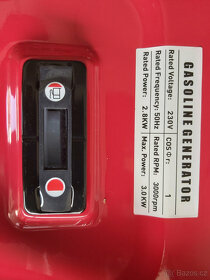 GASOLINE GENERATOR
Rated Voltage: 230V COS Φr: 1
Rated Frequency: 50Hz Rated RPM: 3000rpm
Rated Power: 2.8KW Max. Power: 3.0KW